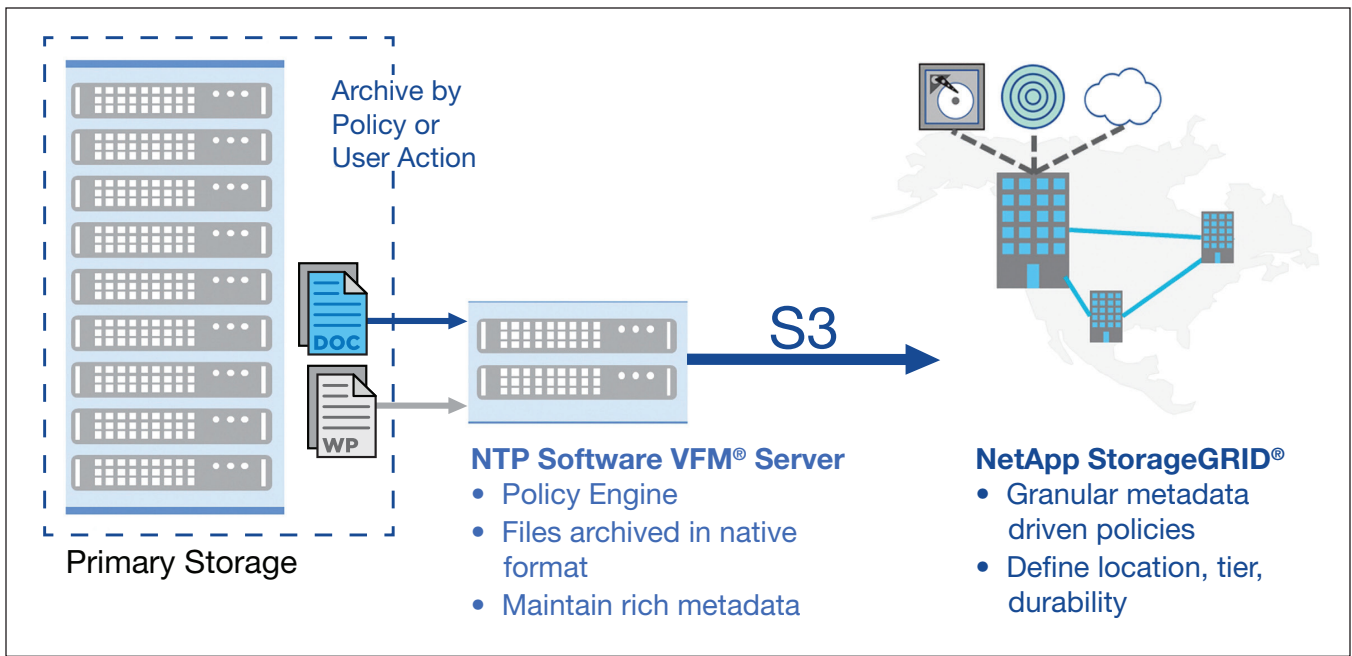 Archive by
Policy or
User Action
DOC
WP
S3
Primary Storage
NTP Software VFM® Server
• Policy Engine
• Files archived in native
format
• Maintain rich metadata
NetApp StorageGRID®
• Granular metadata
driven policies
• Define location, tier,
durability